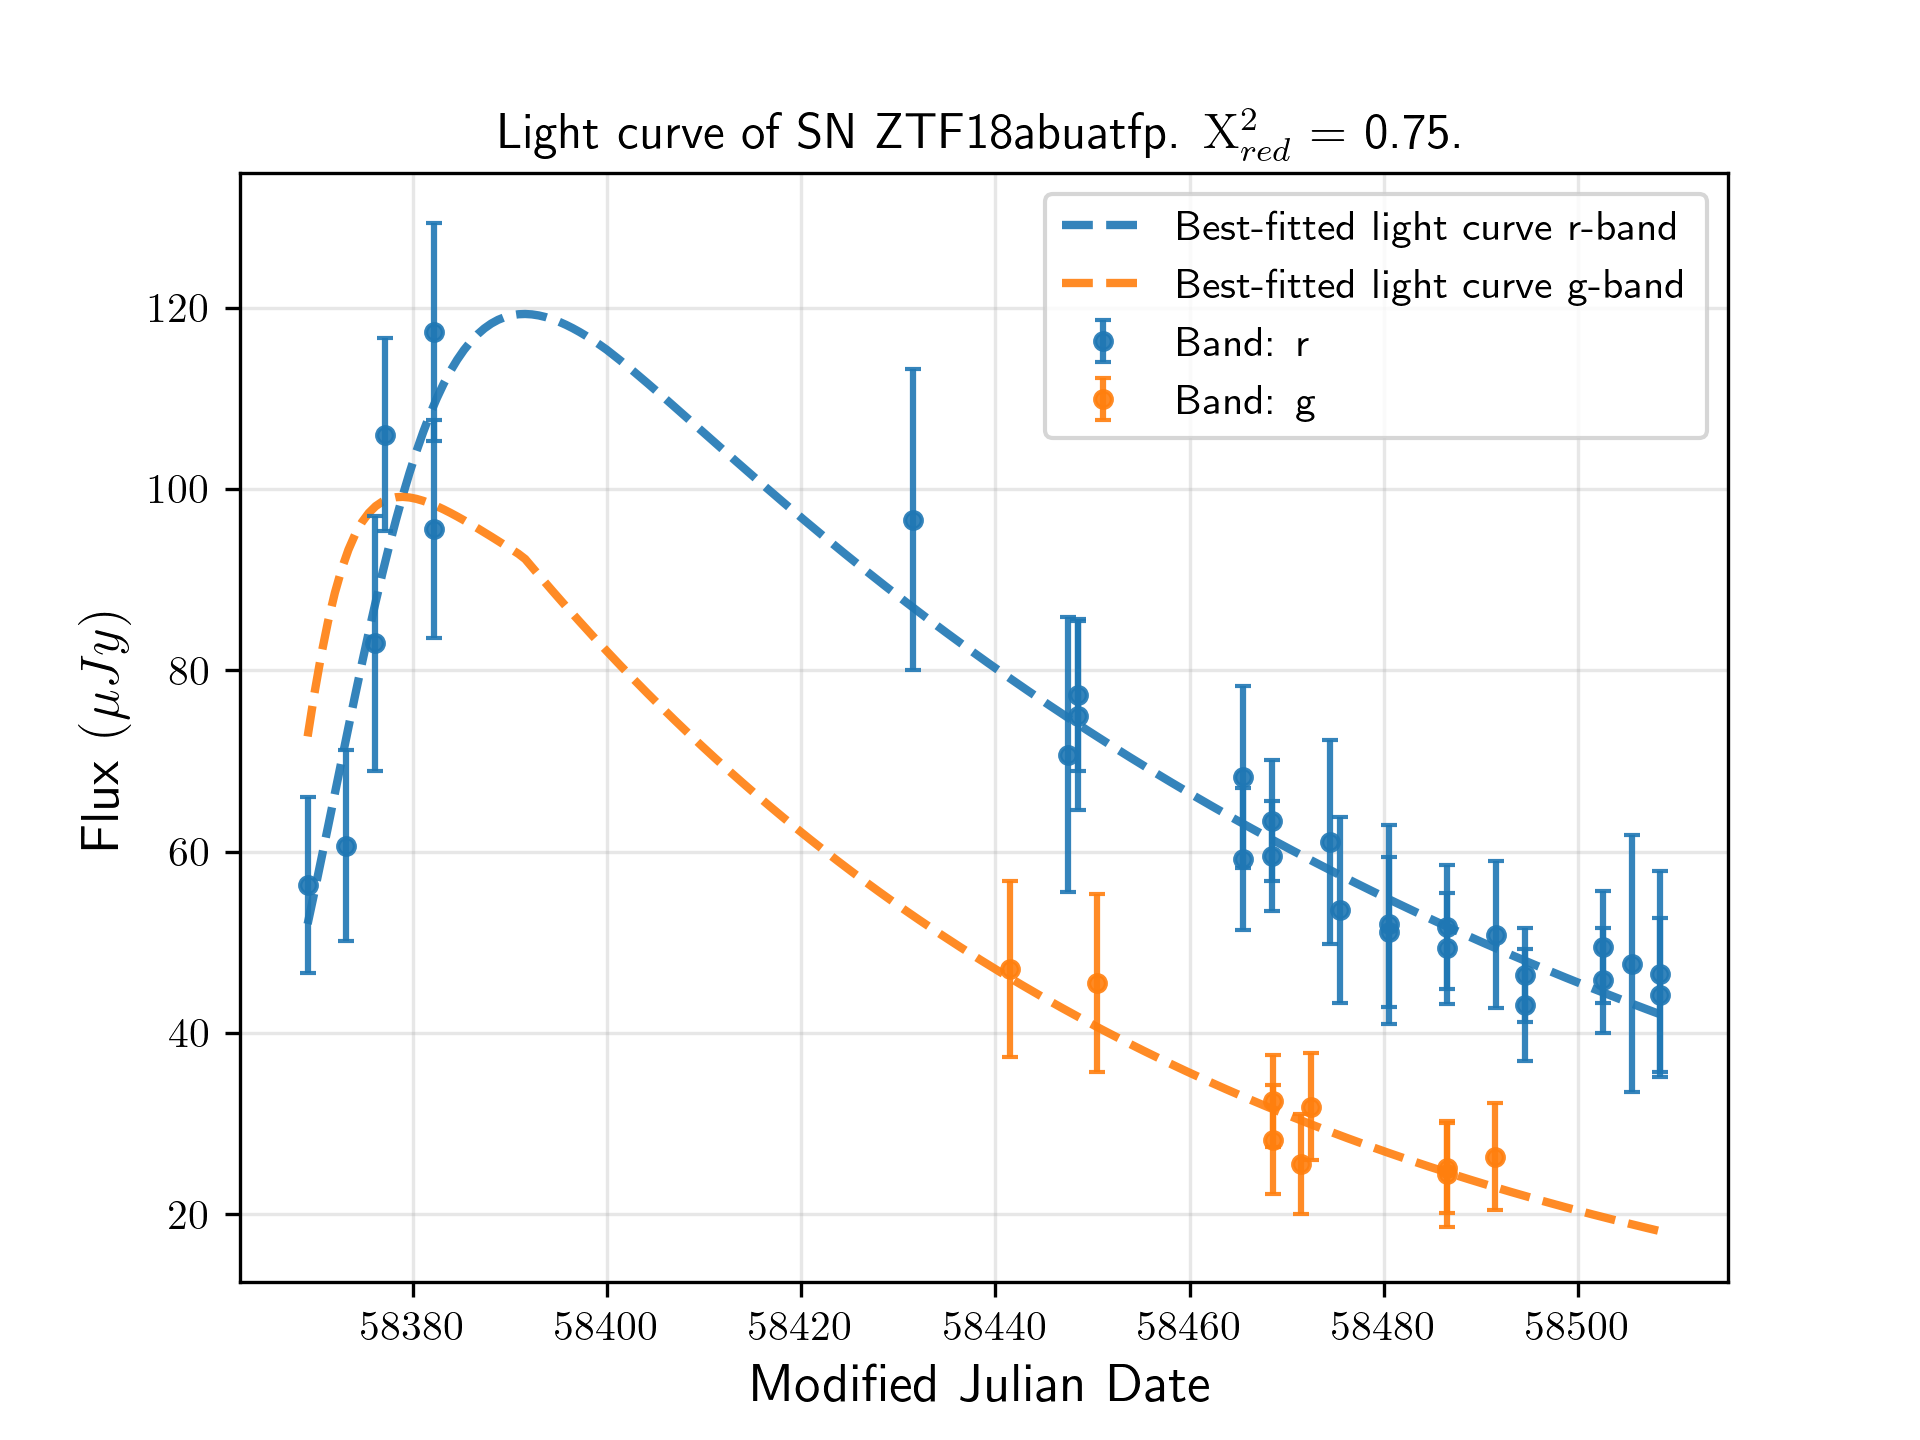 Light curve of SN ZTF18abuatfp. X²_red = 0.75.
Best-fitted light curve r-band
Best-fitted light curve g-band
Band: r
Band: g
Flux (μJy)
120
100
80
60
40
20
58380 58400 58420 58440 58460 58480 58500
Modified Julian Date